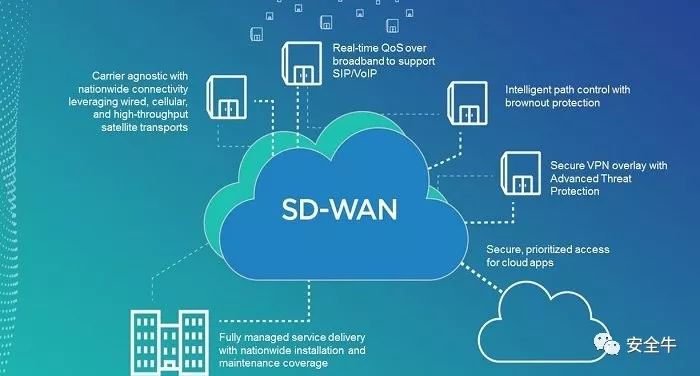 Real-time QoS over
broadband to support
SIP/VoIP
Carrier agnostic with
nationwide connectivity
leveraging wired, cellular,
and high-throughput
satellite transports
Intelligent path control with
brownout protection
Secure VPN overlay with
Advanced Threat
Protection
SD-WAN
Secure, prioritized access
for cloud apps
Fully managed service delivery
with nationwide installation and
maintenance coverage
安全牛